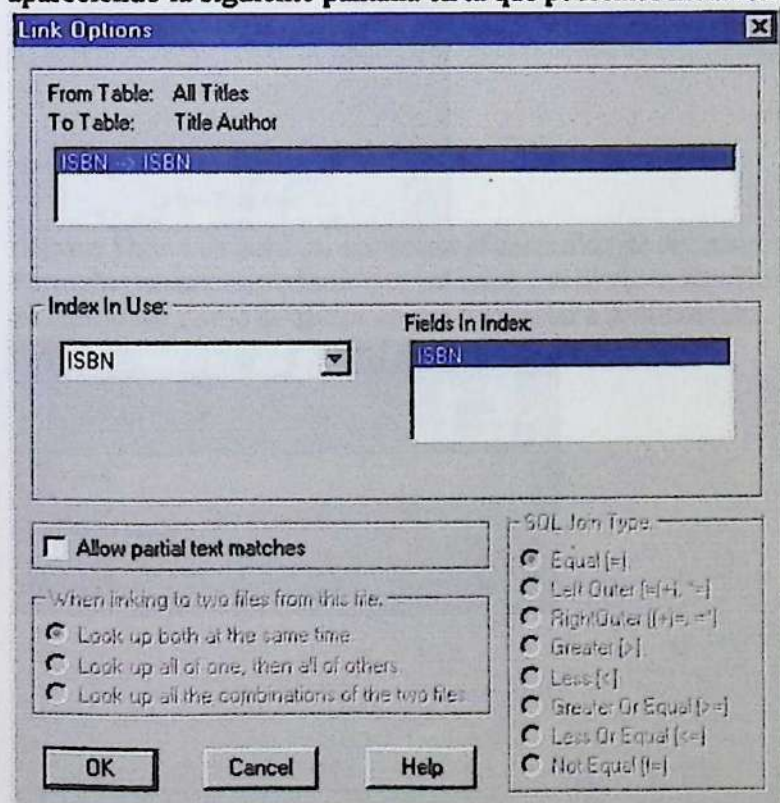 apareciendo la siguiente pantalla en la que podemos
Link Options
From Table: All Titles
To Table: Title Author
ISBN -> ISBN
Index In Use:
ISBN
Fields In Index:
ISBN
Allow partial text matches
When linking to two files from this file,
Look up both at the same time
Look up all of one, then all of others.
Look up all the combinations of the two files
SQL Join Type
Equal [=]
Left Outer [=(+), *=]
RightOuter [(+)=, =*]
Greater [>]
Less [<]
Greater Or Equal [>=]
Less Or Equal [<=]
Not Equal [!=]
OK
Cancel
Help